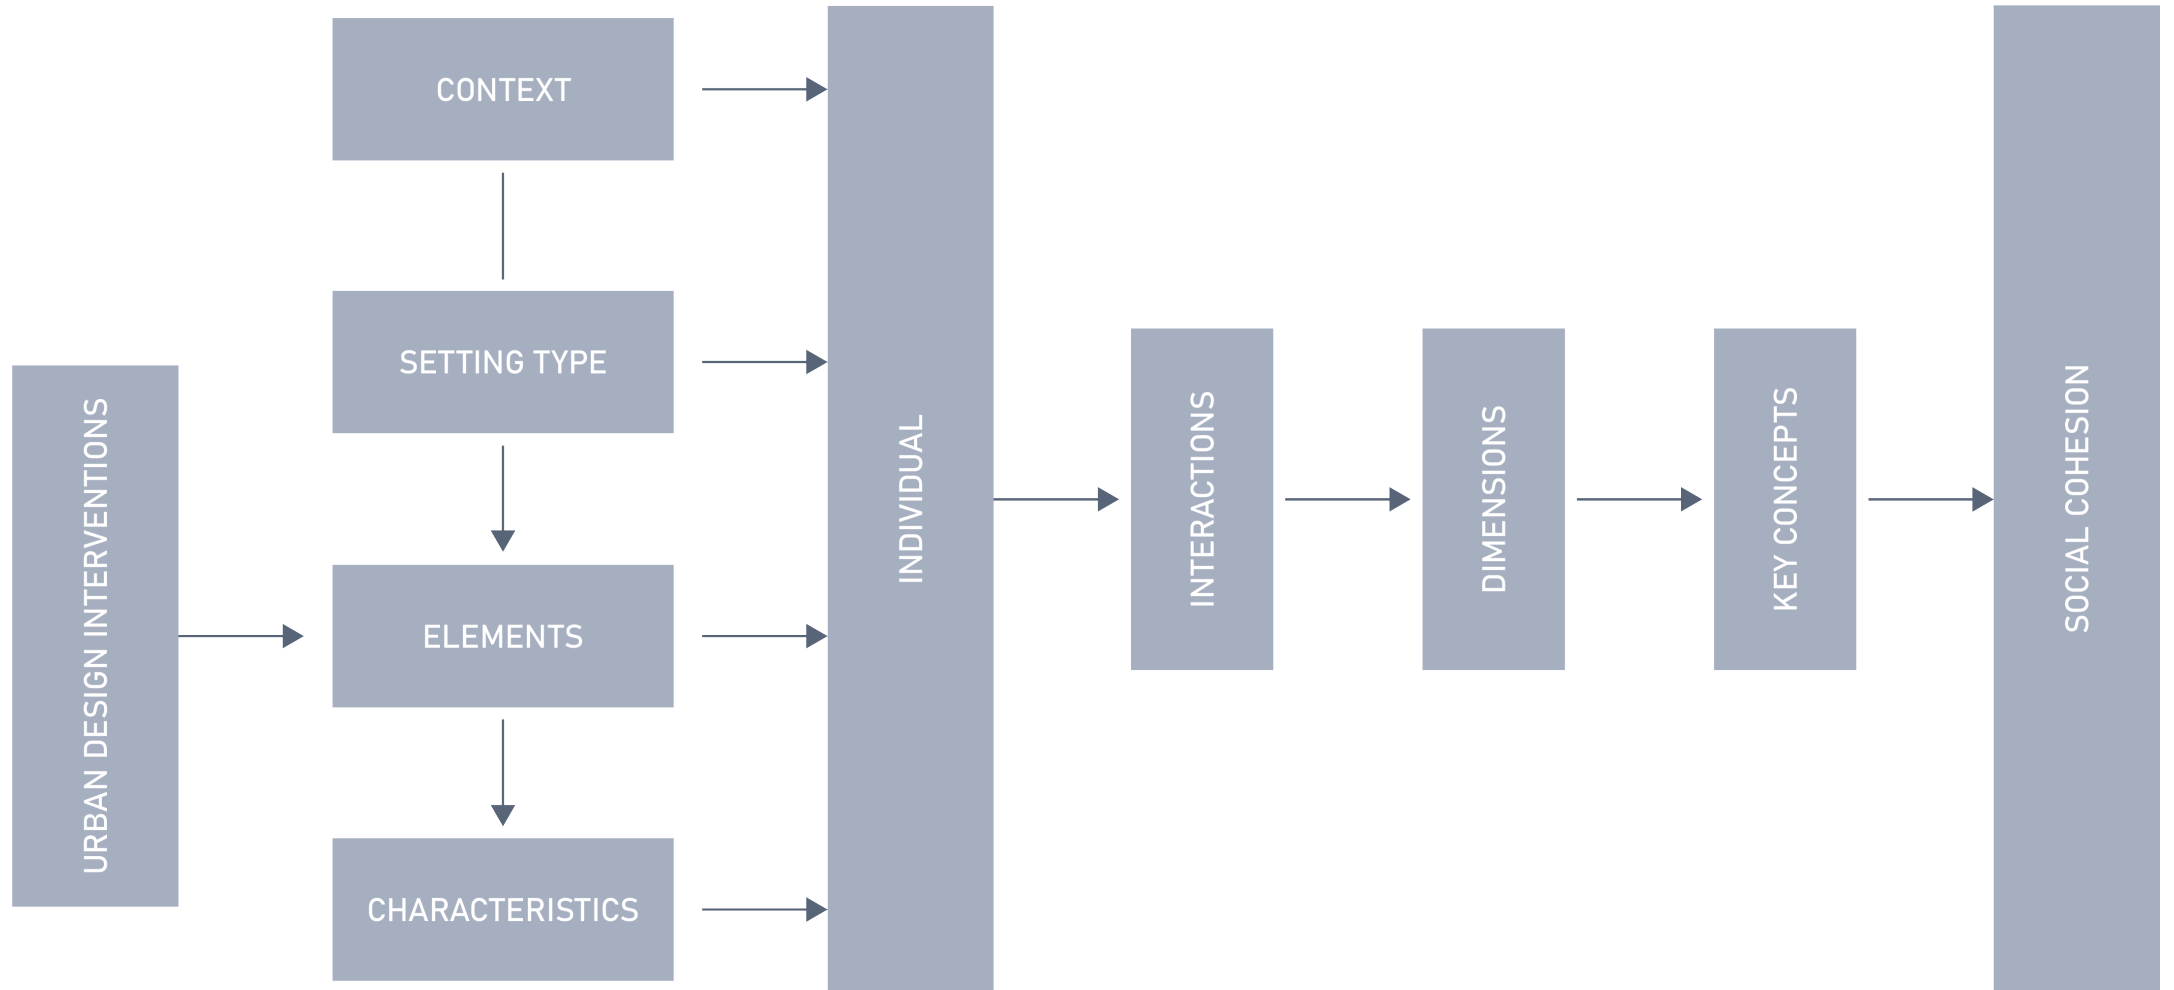 URBAN DESIGN INTERVENTIONS
CONTEXT
SETTING TYPE
ELEMENTS
CHARACTERISTICS
INDIVIDUAL
INTERACTIONS
DIMENSIONS
KEY CONCEPTS
SOCIAL COHESION